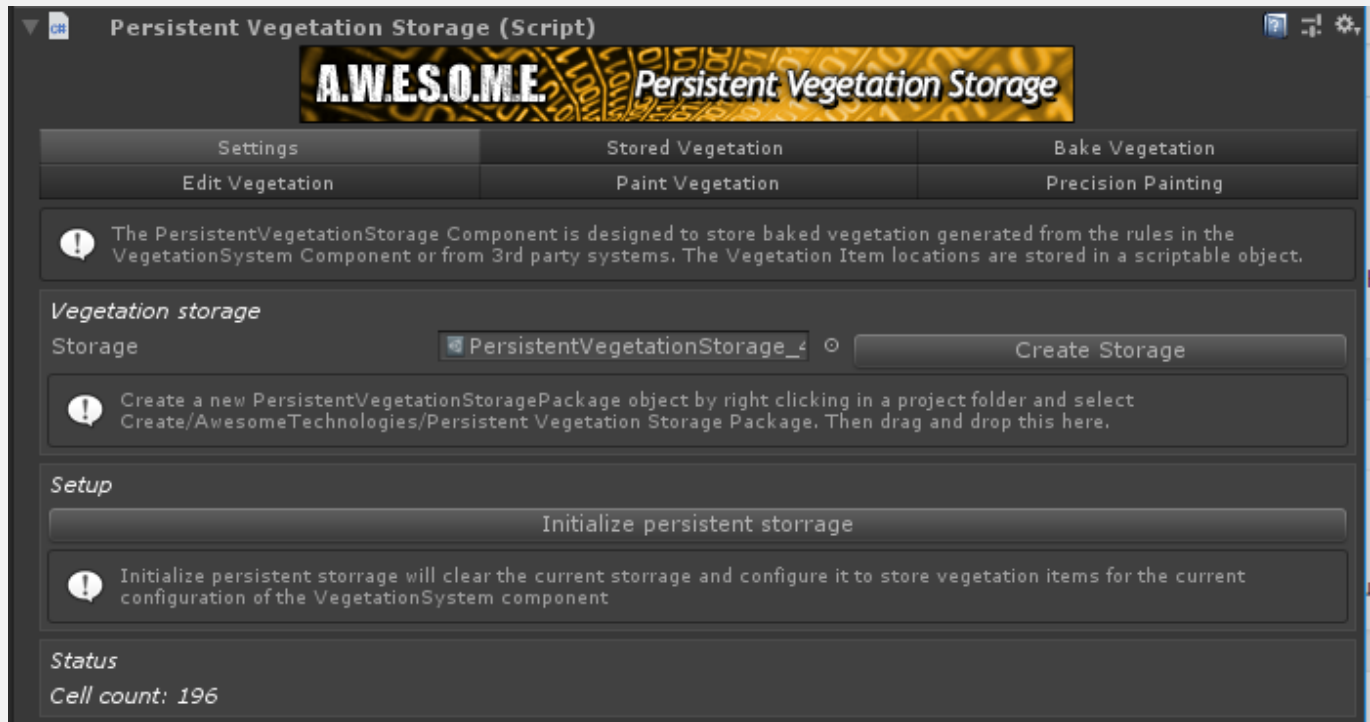 c#
Persistent Vegetation Storage (Script)
A.W.E.S.O.M.E. Persistent Vegetation Storage
Settings Stored Vegetation Bake Vegetation
Edit Vegetation Paint Vegetation Precision Painting
The PersistentVegetationStorage Component is designed to store baked vegetation generated from the rules in the
VegetationSystem Component or from 3rd party systems. The Vegetation Item locations are stored in a scriptable object.
Vegetation storage
Storage PersistentVegetationStorage_ Create Storage
Create a new PersistentVegetationStoragePackage object by right clicking in a project folder and select
Create/AwesomeTechnologies/Persistent Vegetation Storage Package. Then drag and drop this here.
Setup
Initialize persistent storrage
Initialize persistent storrage will clear the current storrage and configure it to store vegetation items for the current
configuration of the VegetationSystem component
Status
Cell count: 196